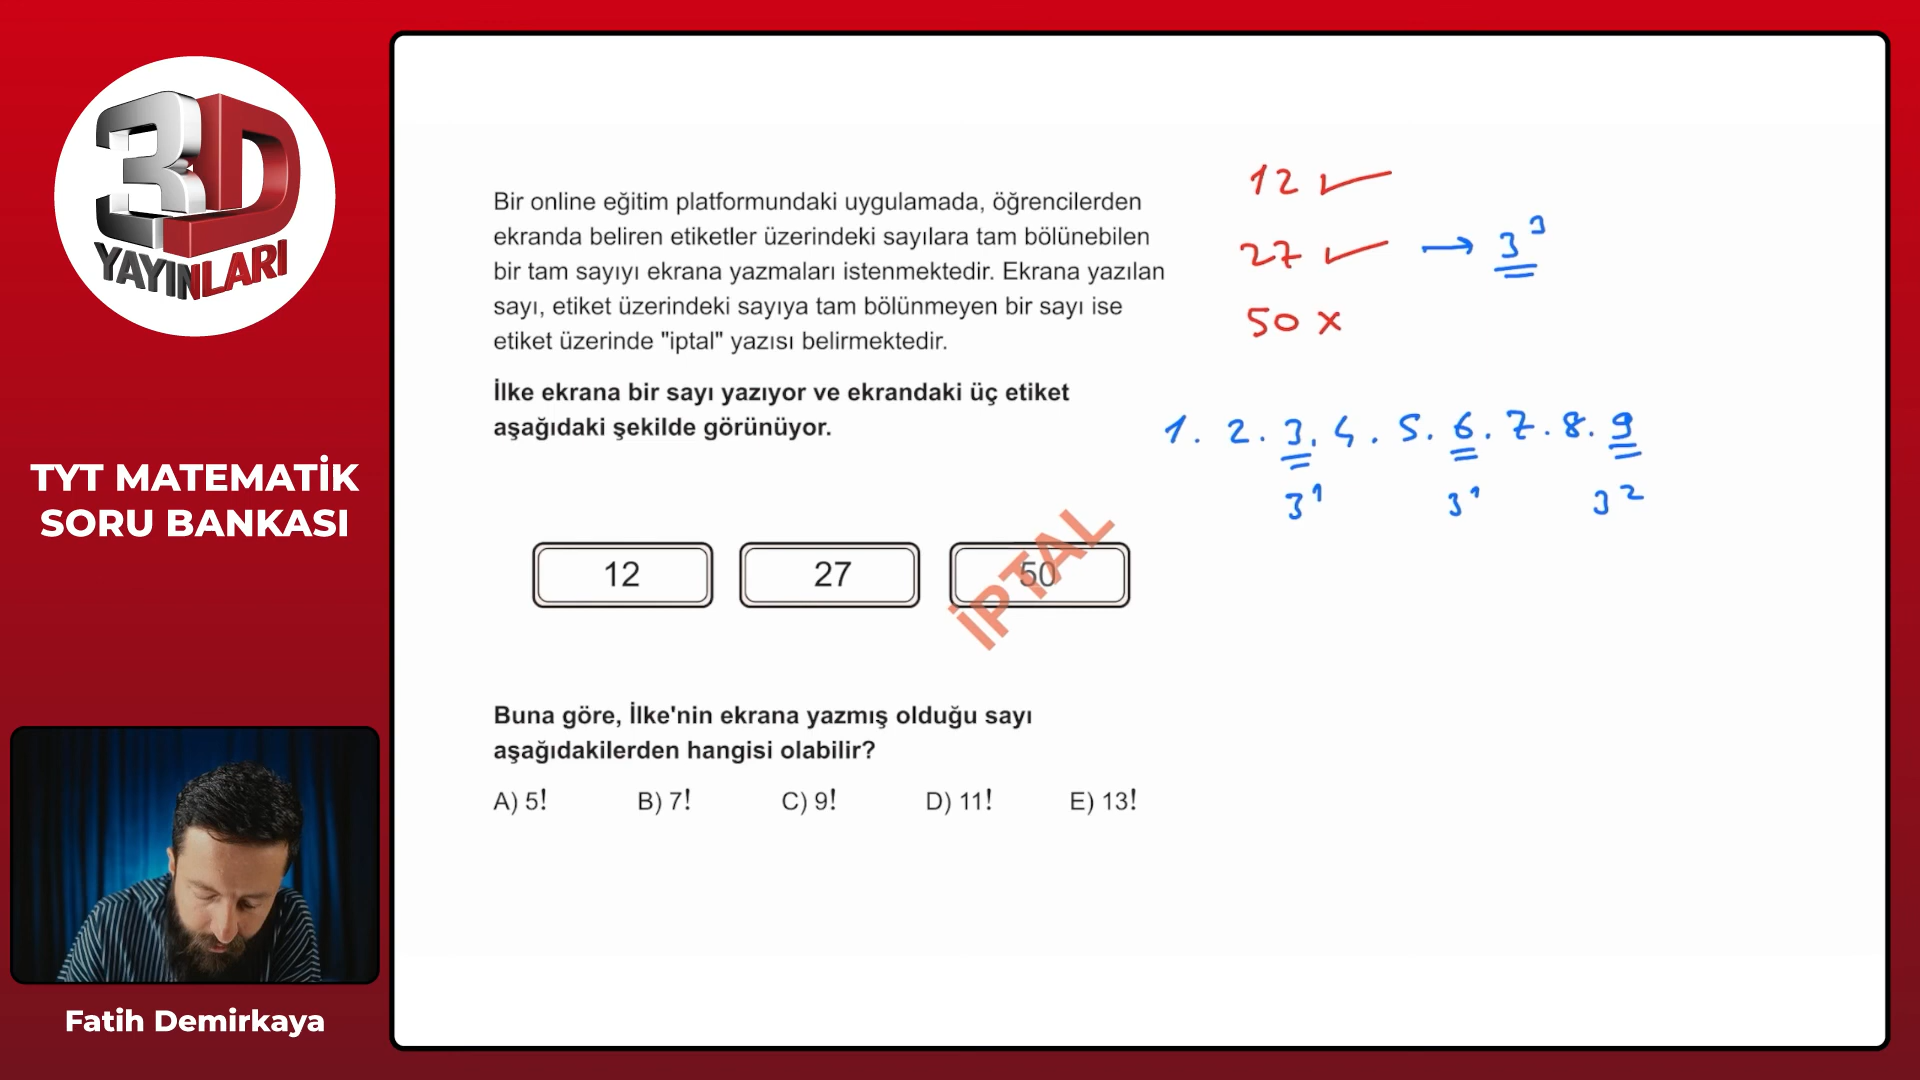 3D
YAYINLARI
TYT MATEMATİK
SORU BANKASI
Fatih Demirkaya
Bir online eğitim platformundaki uygulamada, öğrencilerden
ekranda beliren etiketler üzerindeki sayılara tam bölünebilen
bir tam sayıyı ekrana yazmaları istenmektedir. Ekrana yazılan
sayı, etiket üzerindeki sayıya tam bölünmeyen bir sayı ise
etiket üzerinde "iptal" yazısı belirmektedir.
İlke ekrana bir sayı yazıyor ve ekrandaki üç etiket
aşağıdaki şekilde görünüyor.
12 27 50
İPTAL
Buna göre, İlke'nin ekrana yazmış olduğu sayı
aşağıdakilerden hangisi olabilir?
A) 5! B) 7! C) 9! D) 11! E) 13!
12 ✓
27 ✓ → 3³
50 x
1. 2. 3. 4. 5. 6. 7. 8. 9
3¹ 3¹ 3²